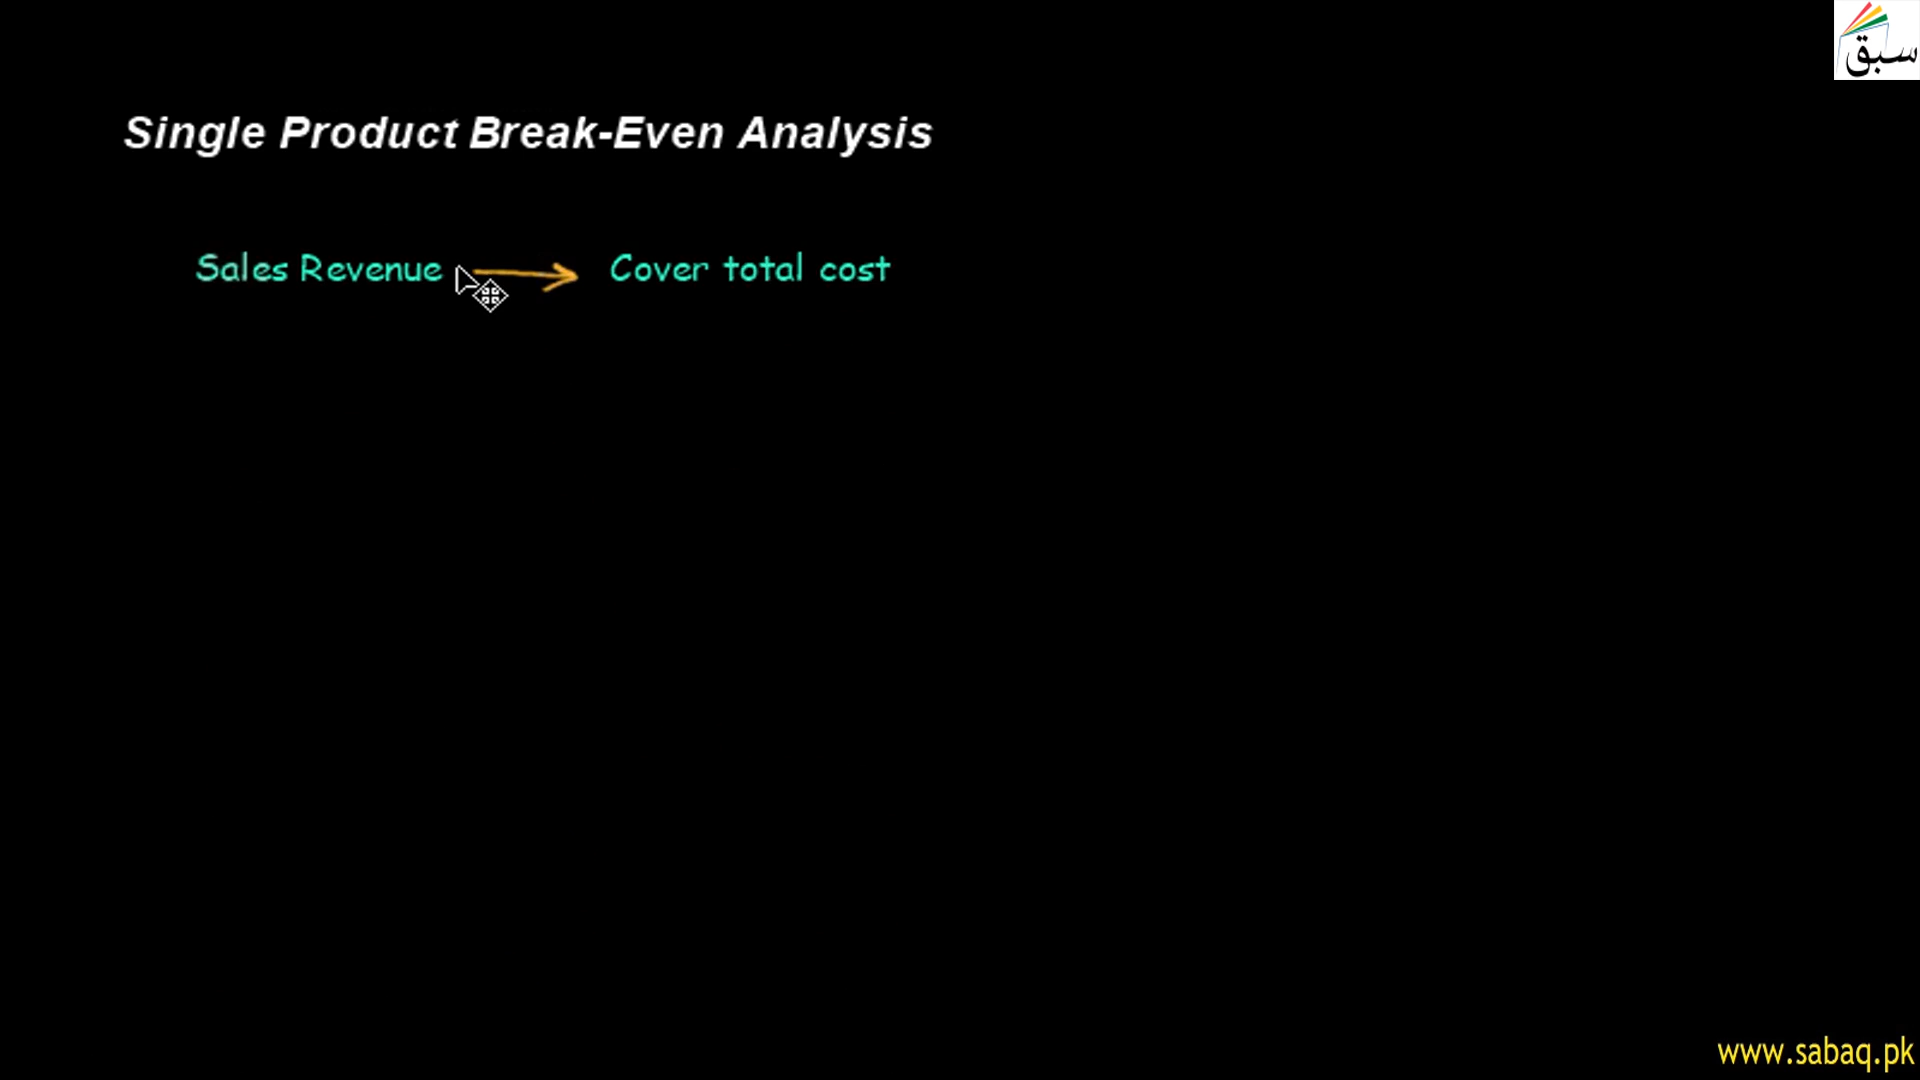 سبق
Single Product Break-Even Analysis
Sales Revenue → Cover total cost
www.sabaq.pk